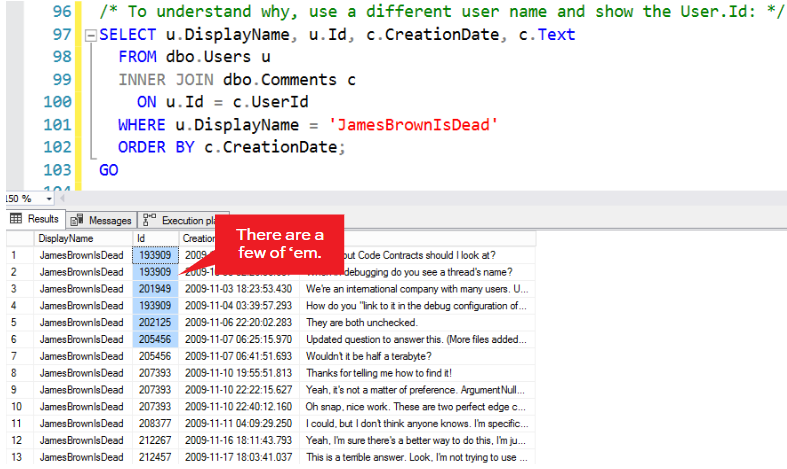 96 /* To understand why, use a different user name and show the User.Id: */
97 SELECT u.DisplayName, u.Id, c.CreationDate, c.Text
98 FROM dbo.Users u
99 INNER JOIN dbo.Comments c
100 ON u.Id = c.UserId
101 WHERE u.DisplayName = 'JamesBrownIsDead'
102 ORDER BY c.CreationDate;
103 GO
150 %
Results Messages Execution
There are a
few of 'em.
DisplayName Id
1 JamesBrownIsDead 193909 Code Contracts should I look at?
2 JamesBrownIsDead 193909 debugging do you see a thread's name?
3 JamesBrownIsDead 201949 2009-11-03 18:23:53.430 We're an international company with many users. U...
4 JamesBrownIsDead 193909 2009-11-04 03:39:57.293 How do you "link to it in the debug configuration of...
5 JamesBrownIsDead 202125 2009-11-06 22:20:02.283 They are both unchecked.
6 JamesBrownIsDead 205456 2009-11-07 06:25:15.970 Updated question to answer this. (More files added...
7 JamesBrownIsDead 205456 2009-11-07 06:41:51.693 Wouldn't it be half a terabyte?
8 JamesBrownIsDead 207393 2009-11-10 19:55:51.813 Thanks for telling me how to find it!
9 JamesBrownIsDead 207393 2009-11-10 22:22:15.627 Yeah, it's not a matter of preference. ArgumentNull...
10 JamesBrownIsDead 207393 2009-11-10 22:40:12.160 Oh snap, nice work. These are two perfect edge c...
11 JamesBrownIsDead 208377 2009-11-11 04:09:29.250 I could, but I don't think anyone knows. I'm specific...
12 JamesBrownIsDead 212267 2009-11-16 18:11:43.793 Yeah, I'm sure there's a better way to do this, I'm ju...
13 JamesBrownIsDead 212457 2009-11-17 18:03:41.037 This is a terrible answer. Look, I'm not trying to use ...